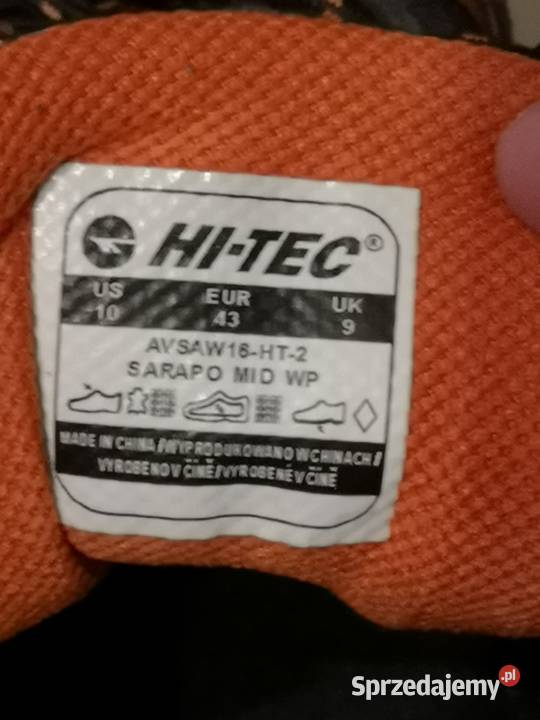 HI-TEC®
US EUR UK
10 43 9
AVSAW16-HT-2
SARAPO MID WP
MADE IN CHINA//WYPRODUKOWANO W CHINACH//
VYROBENO V ČÍNĚ//VYROBENÉ V ČÍNE
Sprzedajemy.pl